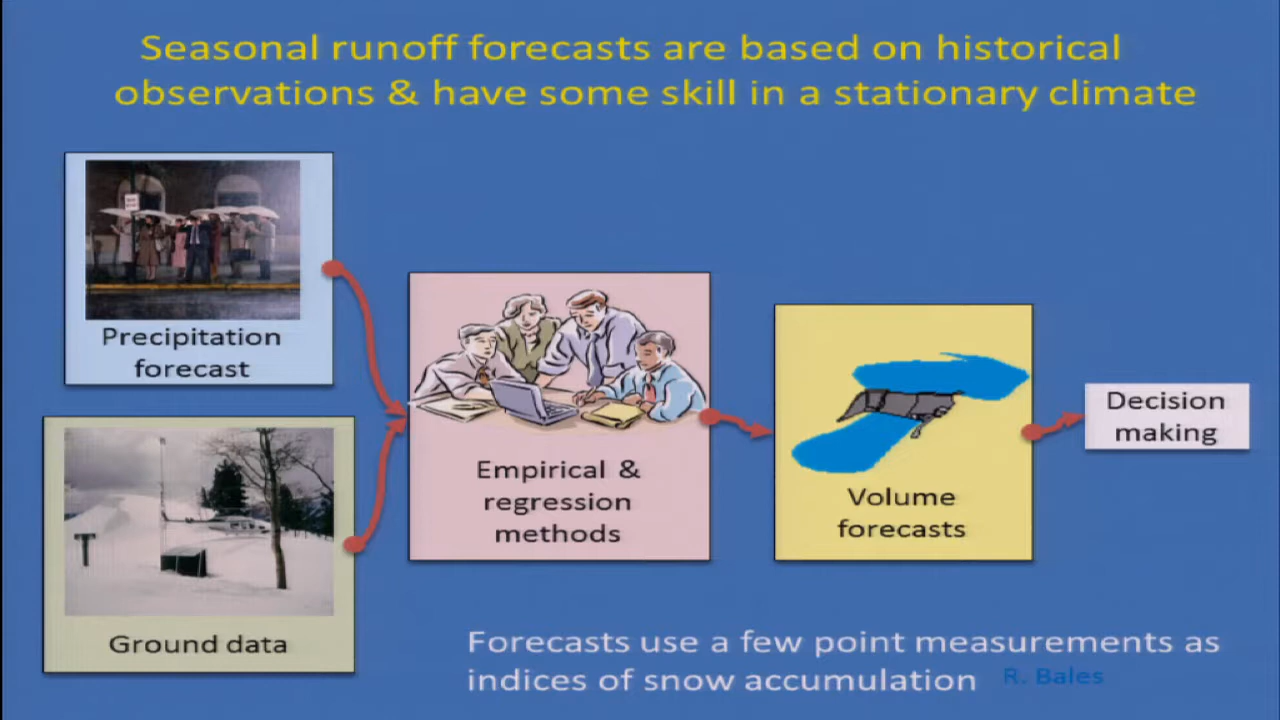 Seasonal runoff forecasts are based on historical
observations & have some skill in a stationary climate
Precipitation
forecast
Ground data
Empirical &
regression
methods
Volume
forecasts
Decision
making
Forecasts use a few point measurements as
indices of snow accumulation
R. Bales